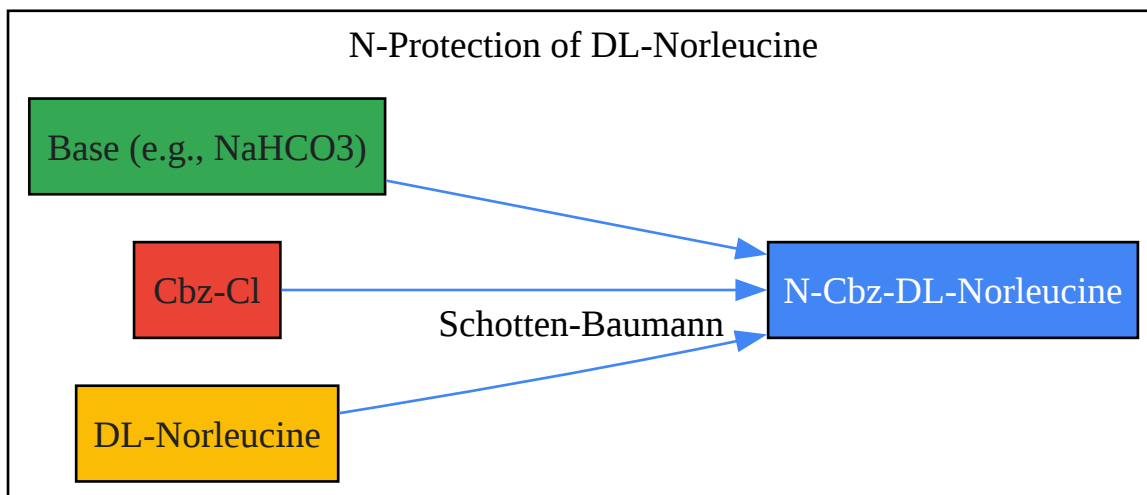 N-Protection of DL-Norleucine
Base (e.g., NaHCO3)
Cbz-Cl
N-Cbz-DL-Norleucine
Schotten-Baumann
DL-Norleucine